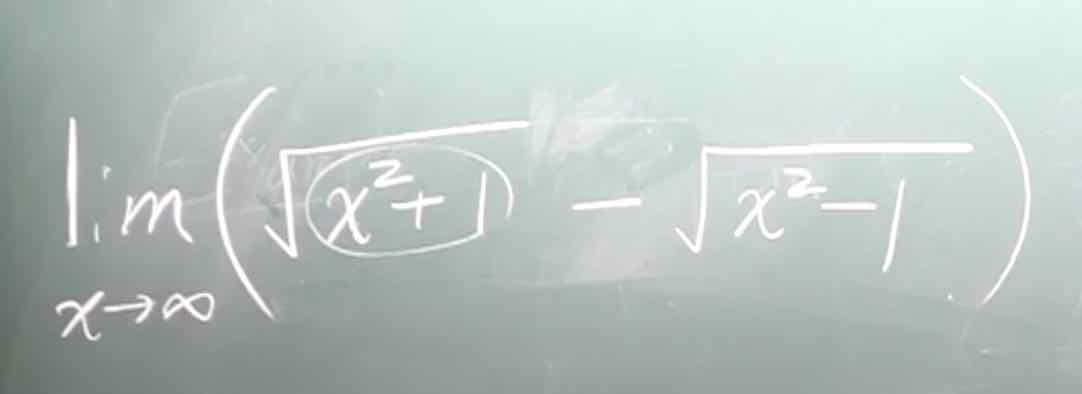 lim (√(x²+1) - √(x²-1))
x→∞